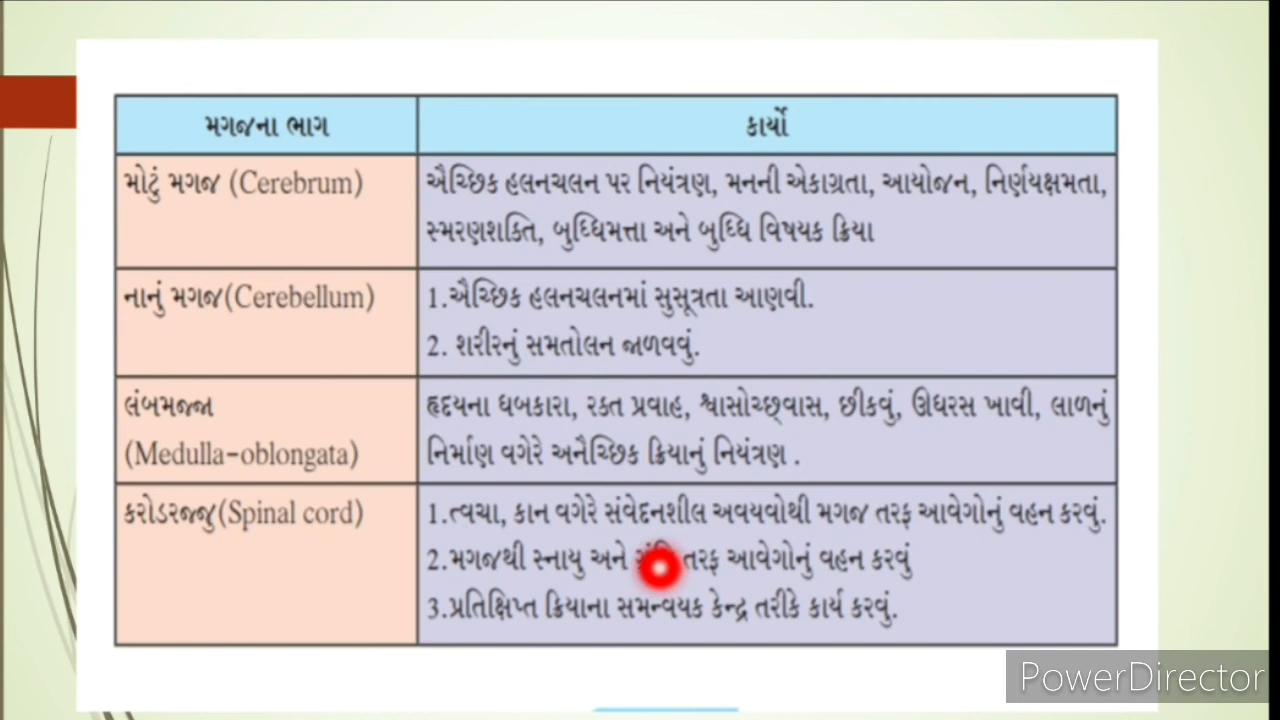 મગજના ભાગ
કાર્યો
મોટું મગજ (Cerebrum)
ઐચ્છિક હલનચલન પર નિયંત્રણ, મનની એકાગ્રતા, આયોજન, નિર્ણયક્ષમતા,
સ્મરણશક્તિ, બુધ્ધિમત્તા અને બુધ્ધિ વિષયક ક્રિયા
નાનું મગજ(Cerebellum)
1.ઐચ્છિક હલનચલનમાં સુસૂત્રતા આણવી.
2. શરીરનું સમતોલન જાળવવું.
લંબમજ્જા
(Medulla-oblongata)
હૃદયના ધબકારા, રક્ત પ્રવાહ, શ્વાસોચ્છ્વાસ, છીકવું, ઊધરસ ખાવી, લાળનું
નિર્માણ વગેરે અનૈચ્છિક ક્રિયાનું નિયંત્રણ .
કરોડરજ્જુ(Spinal cord)
1.ત્વચા, કાન વગેરે સંવેદનશીલ અવયવોથી મગજ તરફ આવેગોનું વહન કરવું.
2.મગજથી સ્નાયુ અને તરફ આવેગોનું વહન કરવું
3.પ્રતિક્ષિપ્ત ક્રિયાના સમન્વયક કેન્દ્ર તરીકે કાર્ય કરવું.
PowerDirector